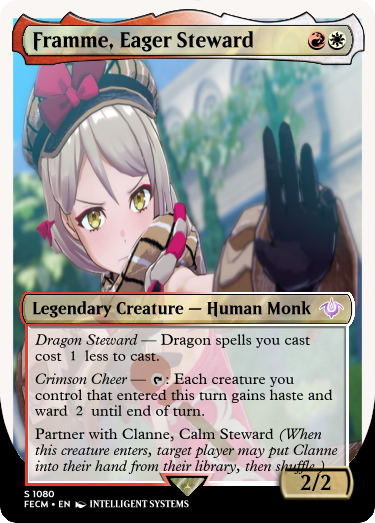 Framme, Eager Steward
Legendary Creature — Human Monk
Dragon Steward — Dragon spells you cast
cost 1 less to cast.
Crimson Cheer — : Each creature you
control that entered this turn gains haste and
ward 2 until end of turn.
Partner with Clanne, Calm Steward (When
this creature enters, target player may put Clanne
into their hand from their library, then shuffle.)
2/2
S 1080
FECM • EN INTELLIGENT SYSTEMS